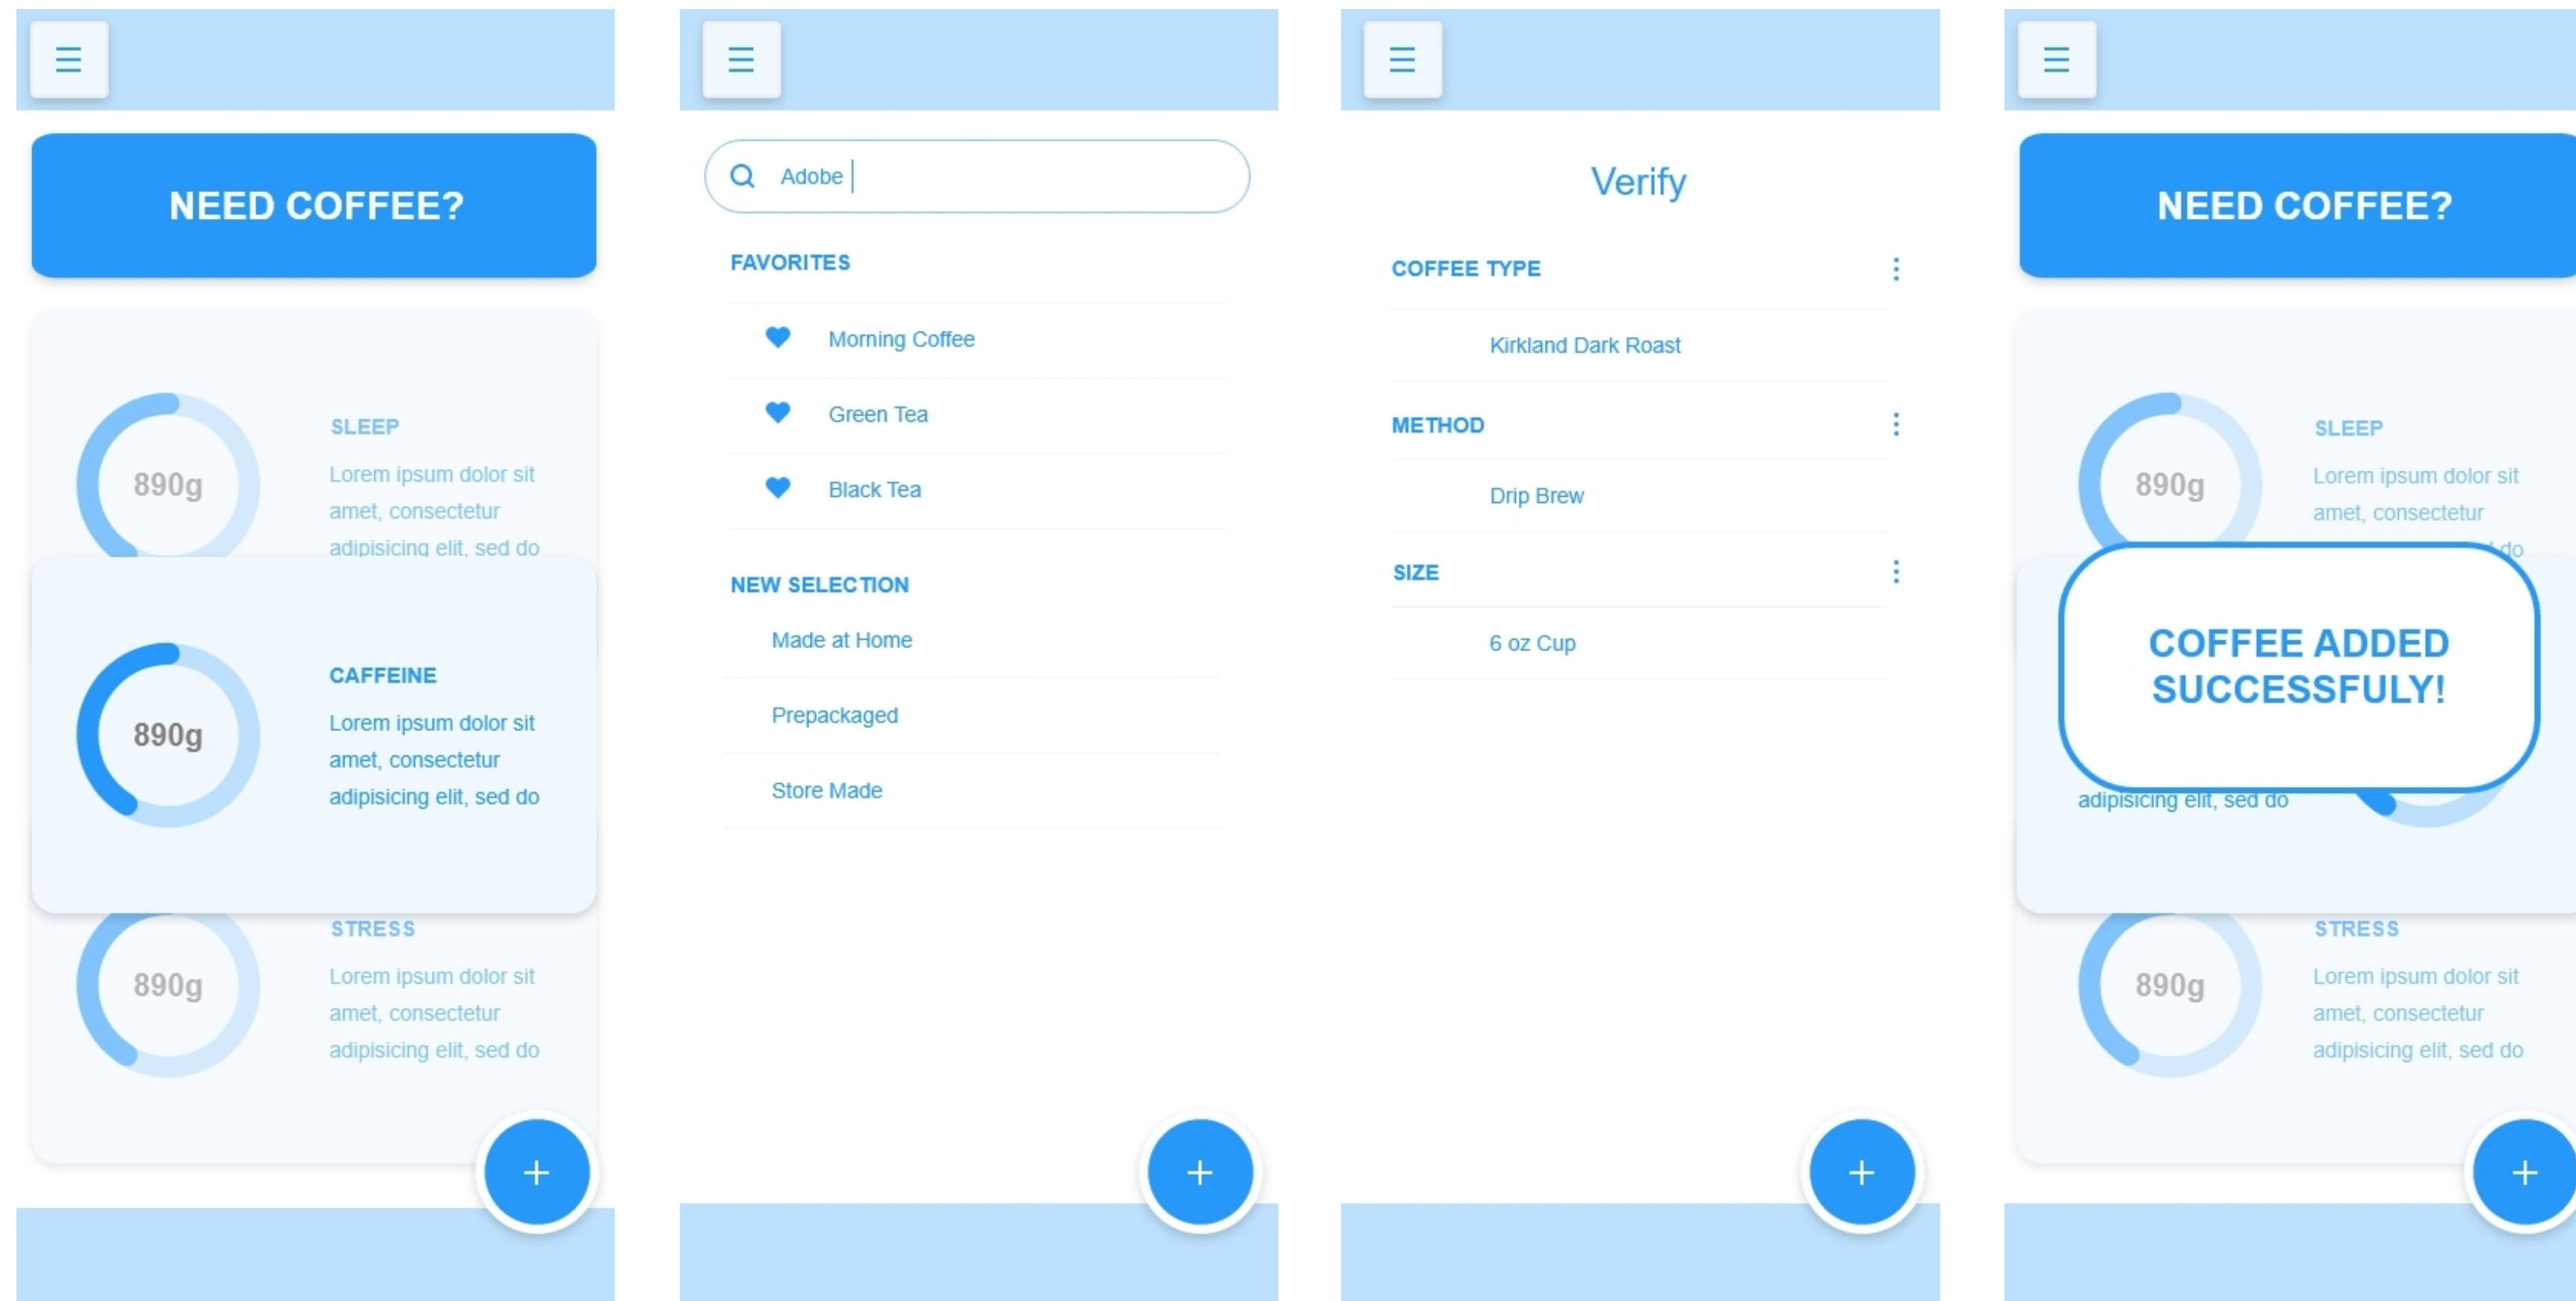 NEED COFFEE?
890g
SLEEP
Lorem ipsum dolor sit
amet, consectetur
adipisicing elit, sed do
890g
CAFFEINE
Lorem ipsum dolor sit
amet, consectetur
adipisicing elit, sed do
890g
STRESS
Lorem ipsum dolor sit
amet, consectetur
adipisicing elit, sed do
+
Adobe
FAVORITES
Morning Coffee
Green Tea
Black Tea
NEW SELECTION
Made at Home
Prepackaged
Store Made
+
Verify
COFFEE TYPE
Kirkland Dark Roast
METHOD
Drip Brew
SIZE
6 oz Cup
+
NEED COFFEE?
890g
SLEEP
Lorem ipsum dolor sit
amet, consectetur
do
COFFEE ADDED
SUCCESSFULY!
adipisicing elit, sed do
890g
STRESS
Lorem ipsum dolor sit
amet, consectetur
adipisicing elit, sed do
+